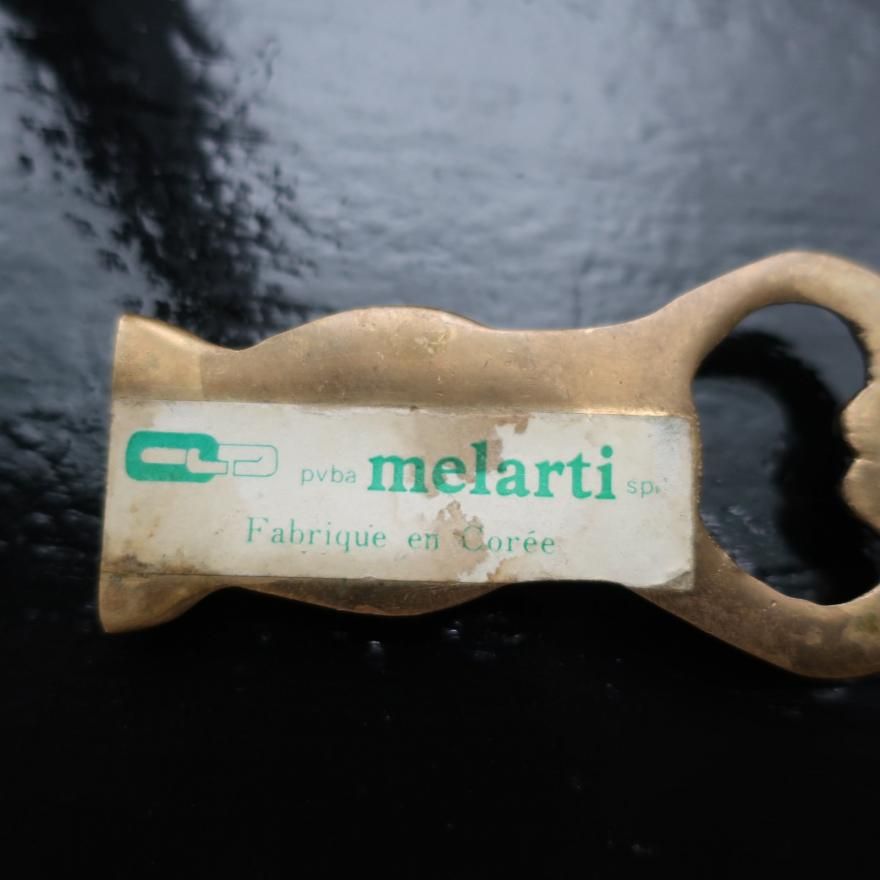 pvba melarti
Fabrique en Corée